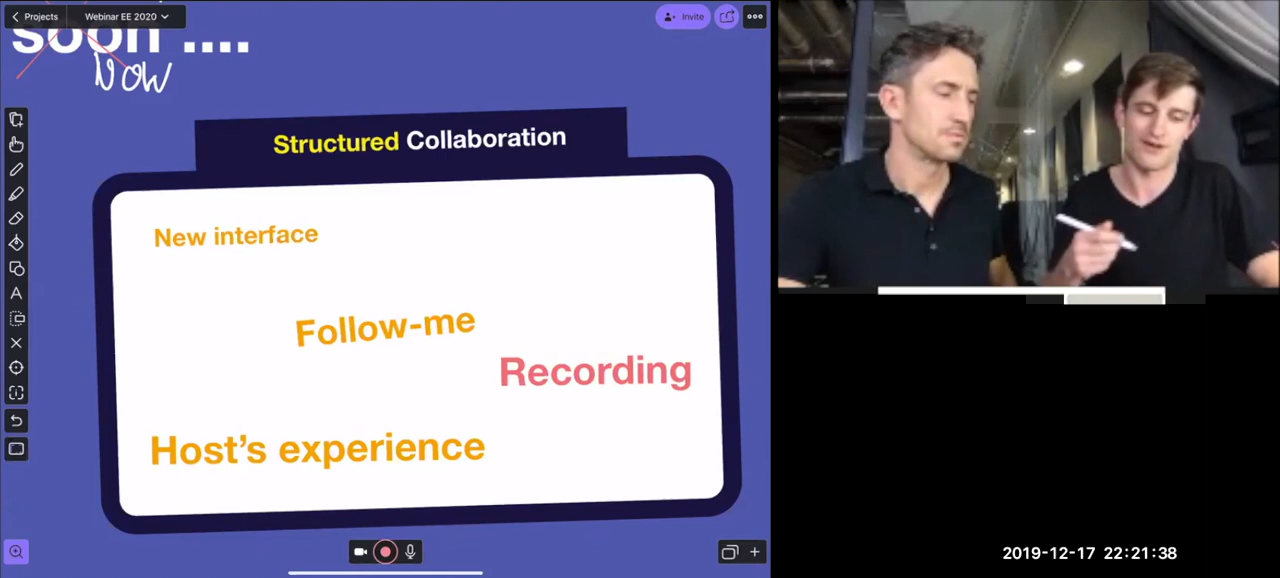 Projects
Webinar EE 2020
Invite
soon ....
Now
Structured Collaboration
New interface
Follow-me
Recording
Host's experience
2019-12-17 22:21:38